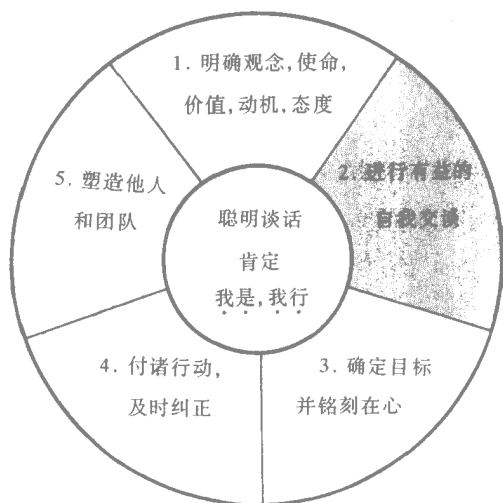 1. 明确观念,使命,
价值,动机,态度
2. 进行有益的
自我交谈
5. 塑造他人
和团队
聪明谈话
肯定
我是,我行
4. 付诸行动,
及时纠正
3. 确定目标
并铭刻在心